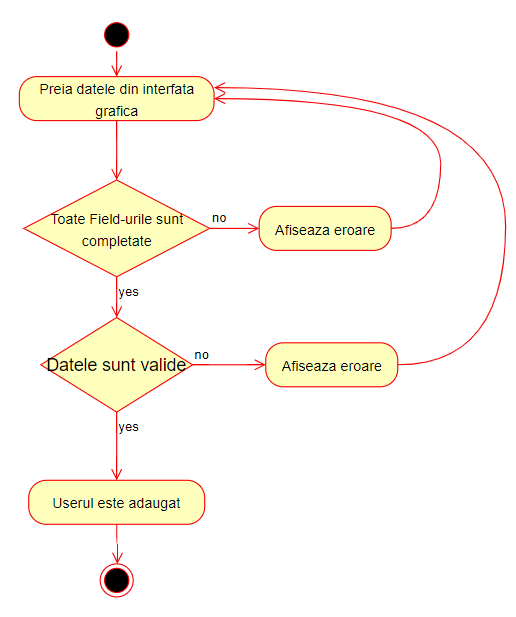 Preia datele din interfata
grafica
Toate Field-urile sunt
completate
no
Afiseaza eroare
yes
Datele sunt valide
no
Afiseaza eroare
yes
Userul este adaugat